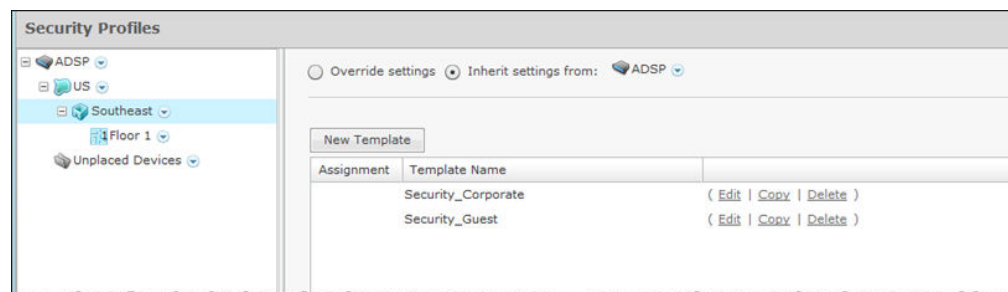 Security Profiles
ADSP
US
Southeast
1 Floor 1
Unplaced Devices
Override settings Inherit settings from: ADSP
New Template
Assignment Template Name
Security_Corporate ( Edit | Copy | Delete )
Security_Guest ( Edit | Copy | Delete )